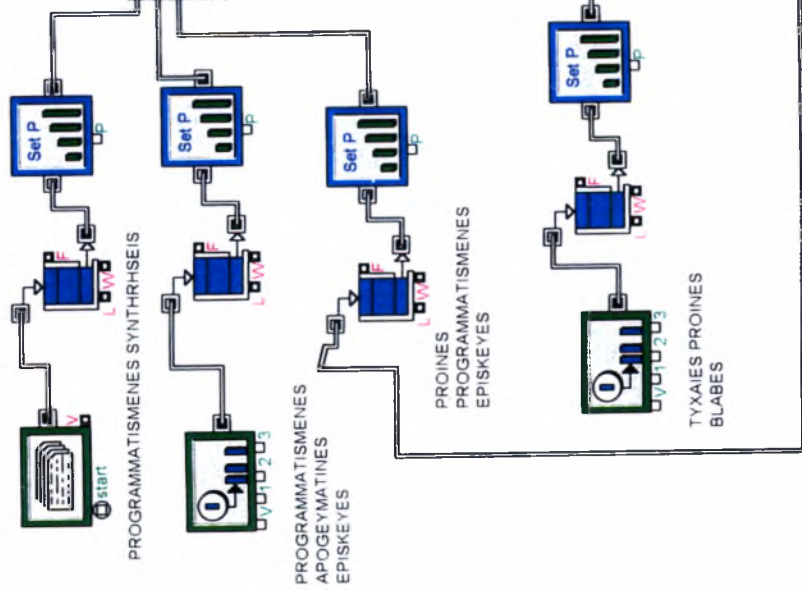 Set P
P
F
L W
V
start
PROGRAMMATISMENES SYNTHRHSEIS
Set P
P
F
L W
V 1 2 3
PROGRAMMATISMENES
APOGEYMATINES
EPISKEYES
Set P
P
F
L W
PROINES
PROGRAMMATISMENES
EPISKEYES
Set P
P
F
L W
V 1 2 3
TYXAIES PROINES
BLABES